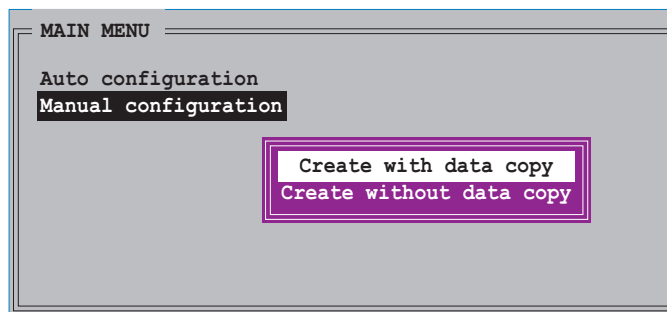 MAIN MENU
Auto configuration
Manual configuration
Create with data copy
Create without data copy